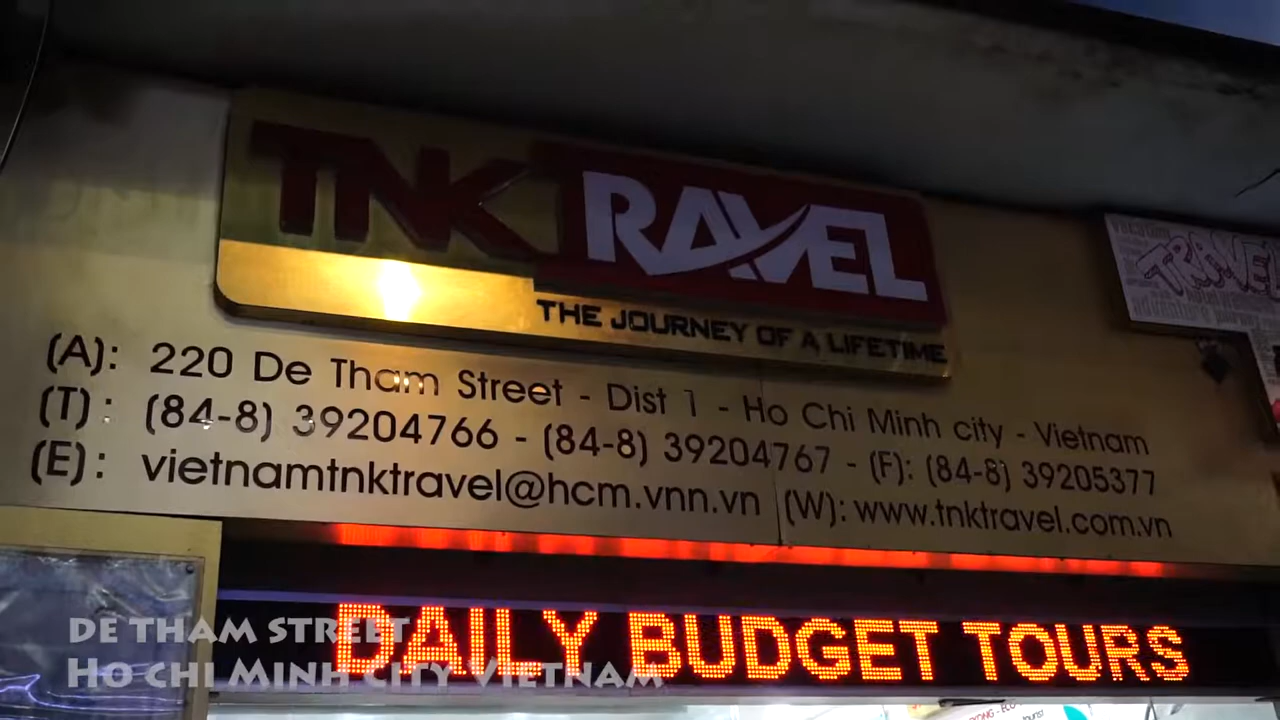 TNK TRAVEL
THE JOURNEY OF A LIFETIME
TRAVEL
(A): 220 De Tham Street - Dist 1 - Ho Chi Minh city - Vietnam
(T): (84-8) 39204766 - (84-8) 39204767 - (F): (84-8) 39205377
(E): vietnamtnktravel@hcm.vnn.vn (W): www.tnktravel.com.vn
DAILY BUDGET TOURS
DE THAM STREET
HO CHI MINH CITY VIETNAM